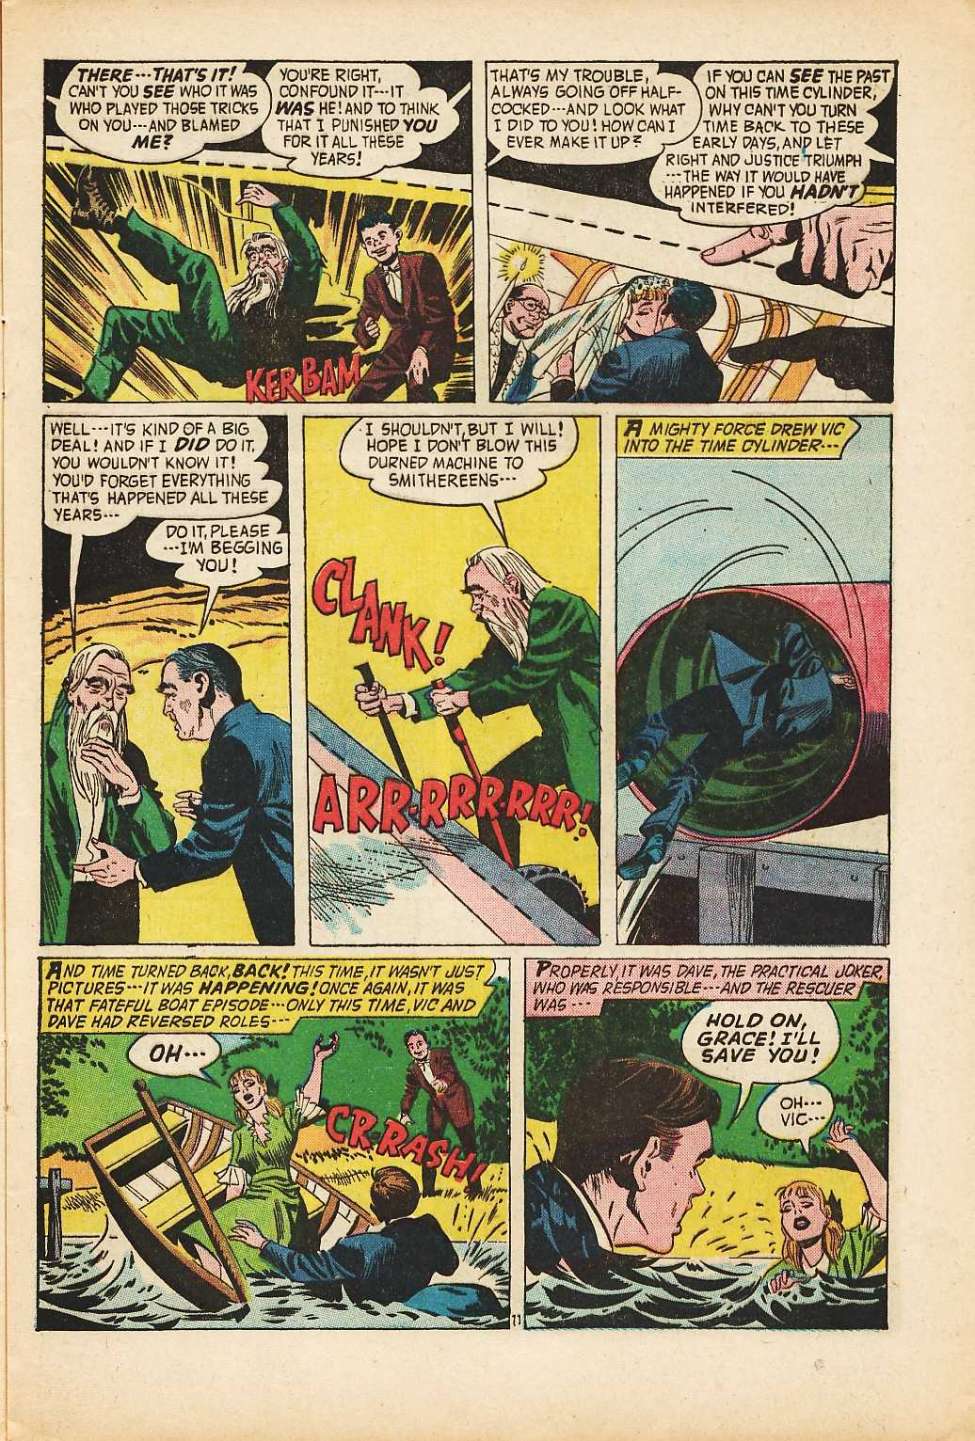 THERE---THAT'S IT!
CAN'T YOU SEE WHO IT WAS
WHO PLAYED THOSE TRICKS
ON YOU---AND BLAMED
ME?
YOU'RE RIGHT,
CONFOUND IT---IT
WAS HE! AND TO THINK
THAT I PUNISHED YOU
FOR IT ALL THESE
YEARS!
KERBAM
THAT'S MY TROUBLE,
ALWAYS GOING OFF HALF-
COCKED---AND LOOK WHAT
I DID TO YOU! HOW CAN I
EVER MAKE IT UP?
IF YOU CAN SEE THE PAST
ON THIS TIME CYLINDER,
WHY CAN'T YOU TURN
TIME BACK TO THESE
EARLY DAYS, AND LET
RIGHT AND JUSTICE TRIUMPH
---THE WAY IT WOULD HAVE
HAPPENED IF YOU HADN'T
INTERFERED!
WELL---IT'S KIND OF A BIG
DEAL! AND IF I DID DO IT,
YOU WOULDN'T KNOW IT!
YOU'D FORGET EVERYTHING
THAT'S HAPPENED ALL THESE
YEARS---
DO IT, PLEASE
---I'M BEGGING
YOU!
I SHOULDN'T, BUT I WILL!
HOPE I DON'T BLOW THIS
DURNED MACHINE TO
SMITHEREENS---
CLANK!
ARR-RRR-RRR!
A MIGHTY FORCE DREW VIC
INTO THE TIME CYLINDER---
AND TIME TURNED BACK, BACK! THIS TIME, IT WASN'T JUST
PICTURES---IT WAS HAPPENING! ONCE AGAIN, IT WAS
THAT FATEFUL BOAT EPISODE---ONLY THIS TIME, VIC AND
DAVE HAD REVERSED ROLES---
OH---
CR-RASH!
PROPERLY, IT WAS DAVE, THE PRACTICAL JOKER,
WHO WAS RESPONSIBLE---AND THE RESCUER
WAS---
HOLD ON,
GRACE! I'LL
SAVE YOU!
OH---
VIC---
11